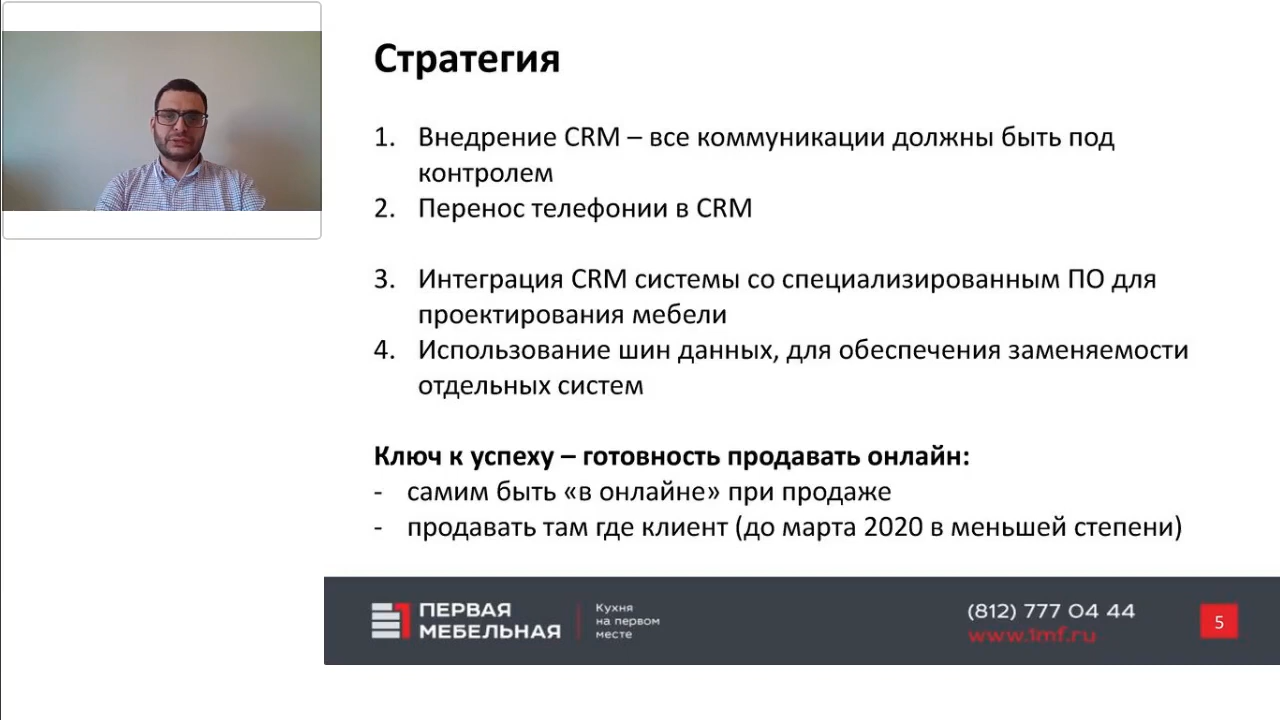 Стратегия
1. Внедрение CRM – все коммуникации должны быть под
контролем
2. Перенос телефонии в CRM
3. Интеграция CRM системы со специализированным ПО для
проектирования мебели
4. Использование шин данных, для обеспечения заменяемости
отдельных систем
Ключ к успеху – готовность продавать онлайн:
- самим быть «в онлайне» при продаже
- продавать там где клиент (до марта 2020 в меньшей степени)
ПЕРВАЯ
МЕБЕЛЬНАЯ
Кухня
на первом
месте
(812) 777 04 44
www.1mf.ru
5